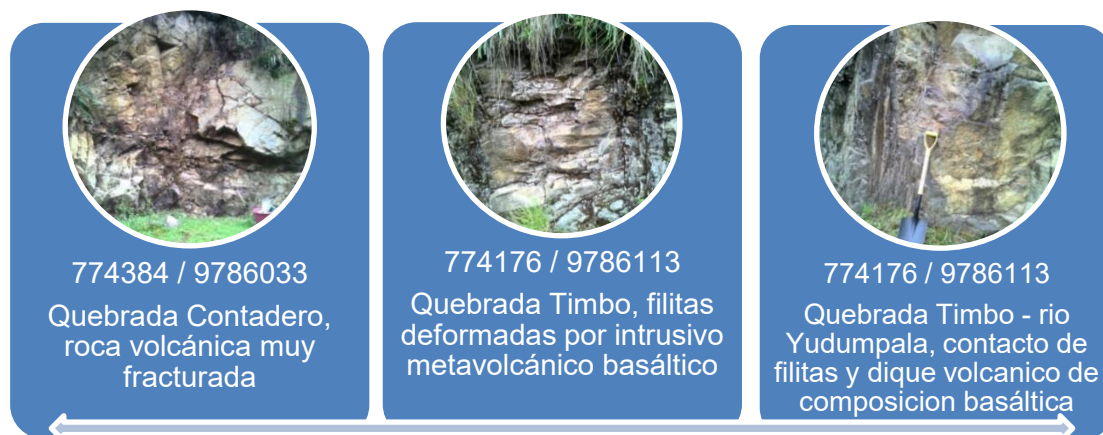 774384 / 9786033
Quebrada Contadero,
roca volcánica muy
fracturada
774176 / 9786113
Quebrada Timbo, filitas
deformadas por intrusivo
metavolcánico basáltico
774176 / 9786113
Quebrada Timbo - rio
Yudumpala, contacto de
filitas y dique volcanico de
composicion basáltica